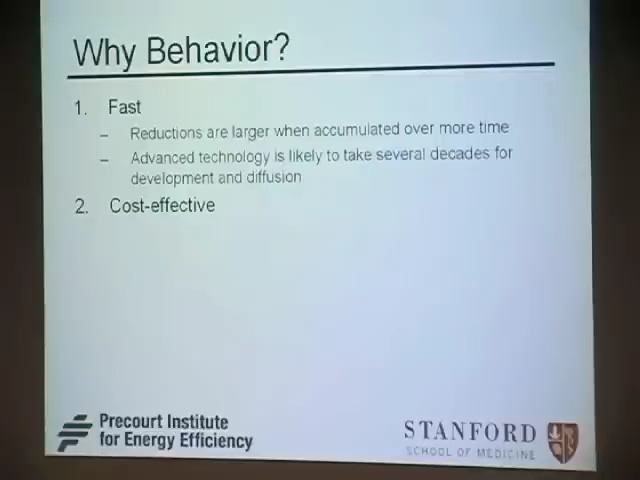 Why Behavior?
1. Fast
– Reductions are larger when accumulated over more time
– Advanced technology is likely to take several decades for
development and diffusion
2. Cost-effective
Precourt Institute
for Energy Efficiency
STANFORD
SCHOOL OF MEDICINE